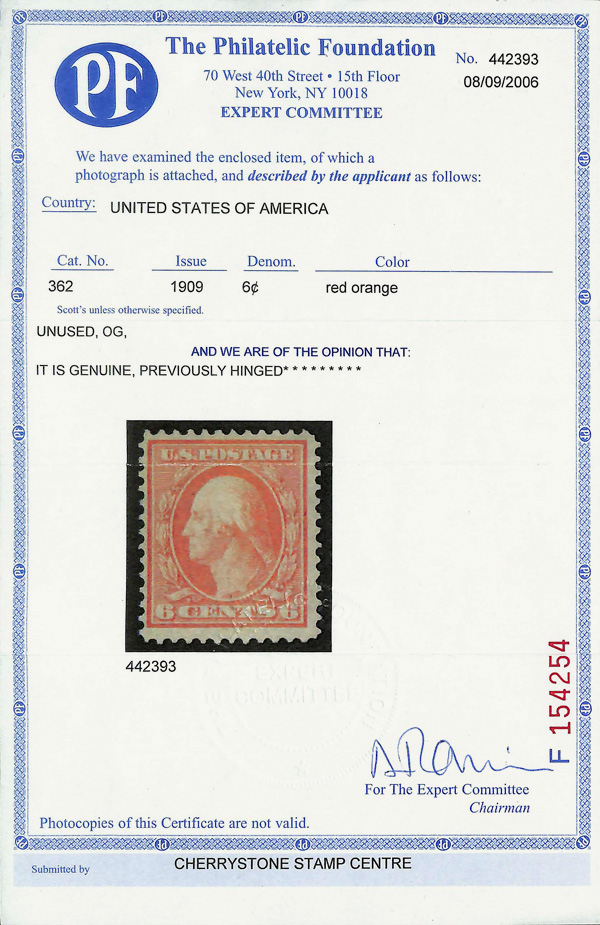 PF
The Philatelic Foundation
70 West 40th Street • 15th Floor
New York, NY 10018
EXPERT COMMITTEE
No. 442393
08/09/2006
We have examined the enclosed item, of which a
photograph is attached, and described by the applicant as follows:
Country: UNITED STATES OF AMERICA
Cat. No. Issue Denom. Color
362 1909 6¢ red orange
Scott's unless otherwise specified.
UNUSED, OG,
AND WE ARE OF THE OPINION THAT:
IT IS GENUINE, PREVIOUSLY HINGED* * * * * * * * *
U.S. POSTAGE
6 CENTS 6
442393
EXPERT
COMMITTEE
F 154254
For The Expert Committee
Chairman
Photocopies of this Certificate are not valid.
Submitted by CHERRYSTONE STAMP CENTRE